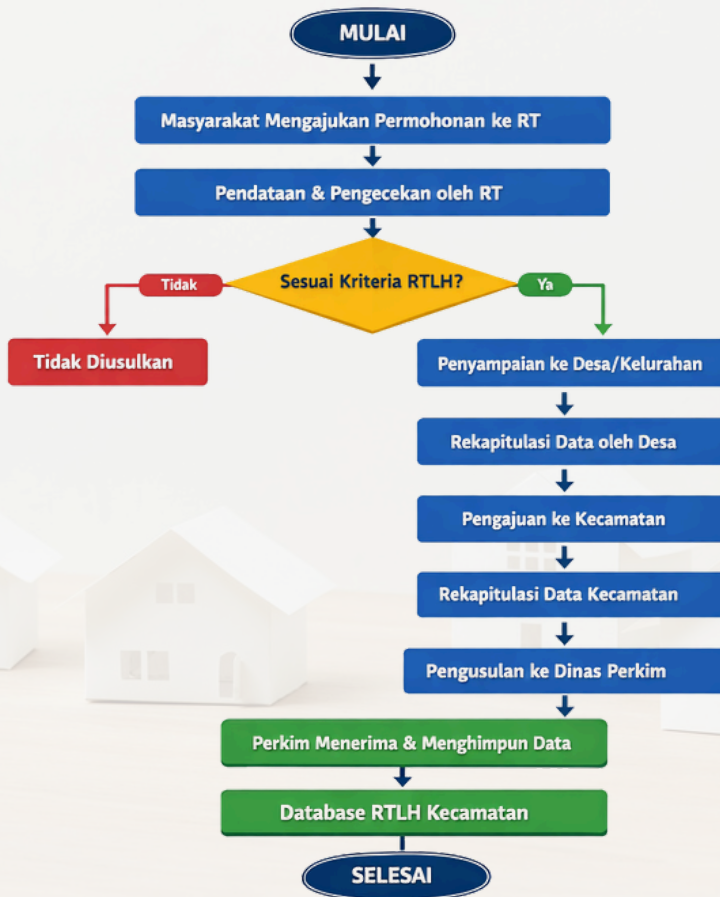 MULAI
Masyarakat Mengajukan Permohonan ke RT
Pendataan & Pengecekan oleh RT
Sesuai Kriteria RTLH?
Tidak
Ya
Tidak Diusulkan
Penyampaian ke Desa/Kelurahan
Rekapitulasi Data oleh Desa
Pengajuan ke Kecamatan
Rekapitulasi Data Kecamatan
Pengusulan ke Dinas Perkim
Perkim Menerima & Menghimpun Data
Database RTLH Kecamatan
SELESAI